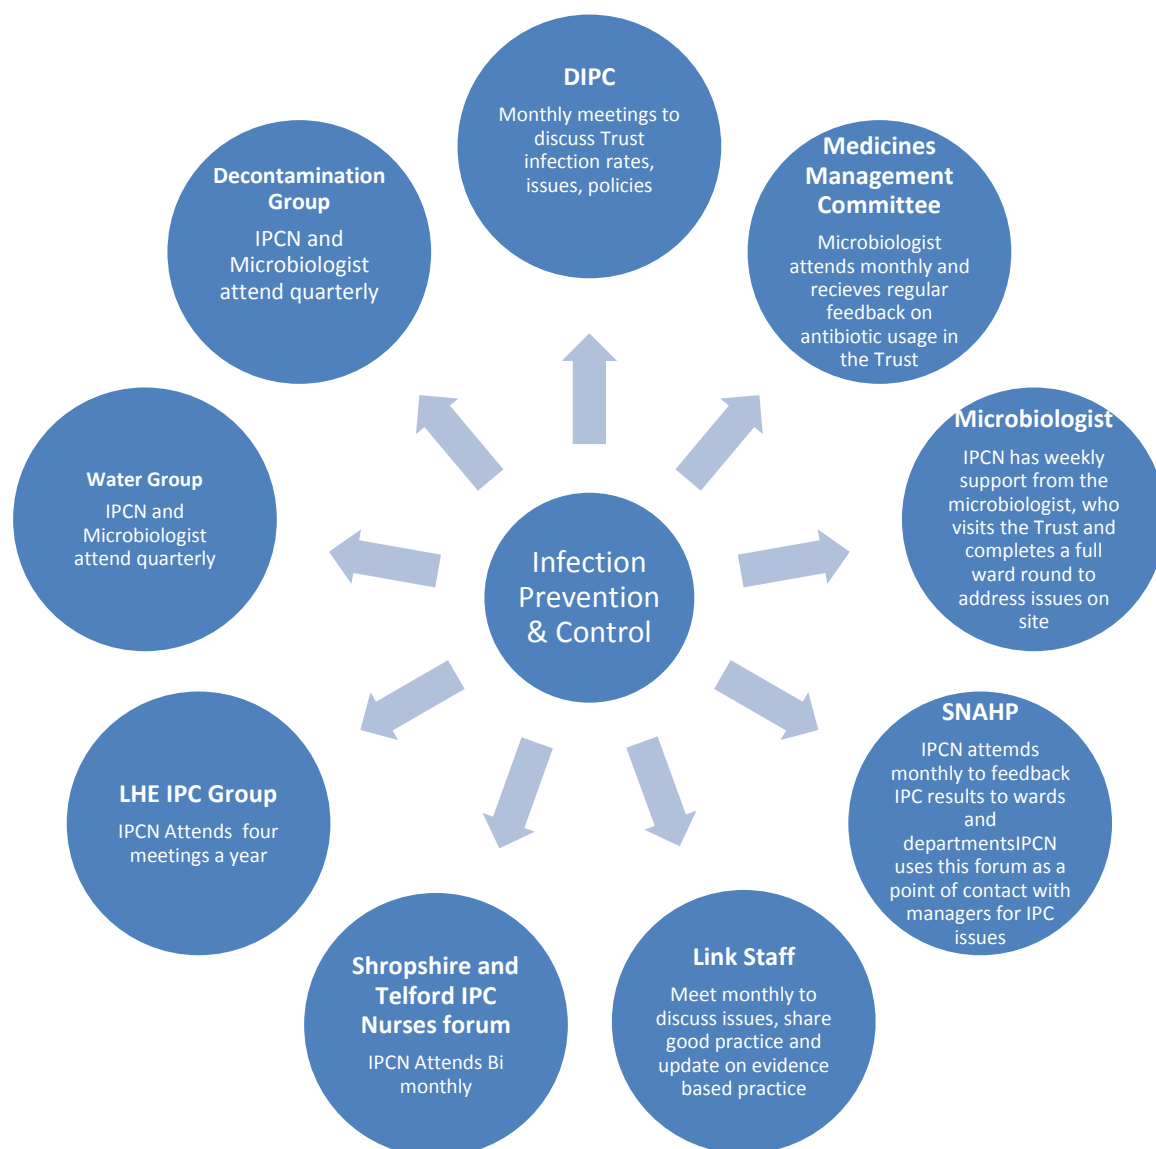 DIPC
Monthly meetings to
discuss Trust
infection rates,
issues, policies
Medicines
Management
Committee
Microbiologist
attends monthly and
recieves regular
feedback on
antibiotic usage in
the Trust
Microbiologist
IPCN has weekly
support from the
microbiologist, who
visits the Trust and
completes a full
ward round to
address issues on
site
SNAHP
IPCN attemds
monthly to feedback
IPC results to wards
and
departmentsIPCN
uses this forum as a
point of contact with
managers for IPC
issues
Link Staff
Meet monthly to
discuss issues, share
good practice and
update on evidence
based practice
Shropshire and
Telford IPC
Nurses forum
IPCN Attends Bi
monthly
LHE IPC Group
IPCN Attends  four
meetings a year
Water Group
IPCN and
Microbiologist
attend quarterly
Decontamination
Group
IPCN and
Microbiologist
attend quarterly
Infection
Prevention
& Control